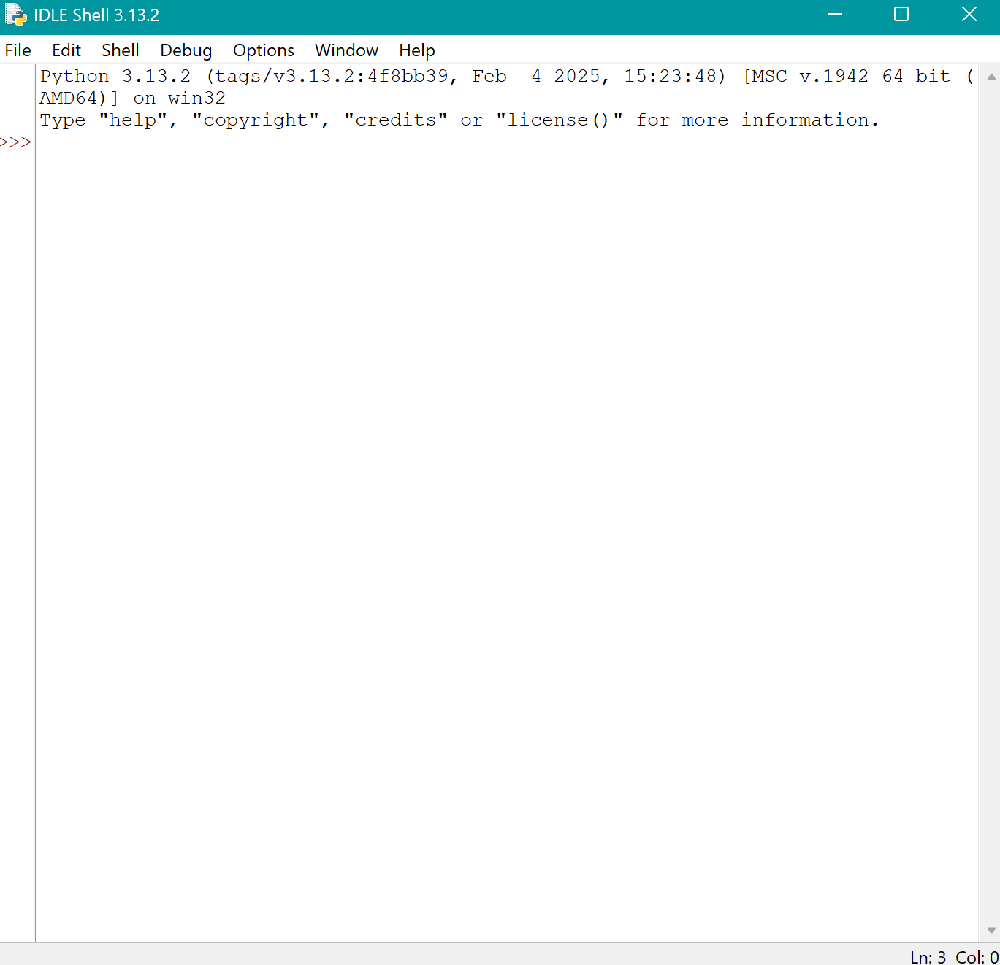 IDLE Shell 3.13.2
File Edit Shell Debug Options Window Help
Python 3.13.2 (tags/v3.13.2:4f8bb39, Feb  4 2025, 15:23:48) [MSC v.1942 64 bit (
AMD64)] on win32
Type "help", "copyright", "credits" or "license()" for more information.
>>>
Ln: 3 Col: 0